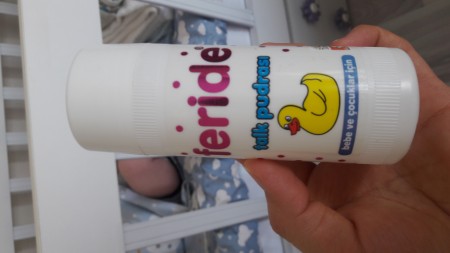 feride
talk pudrası
bebe ve çocuklar için